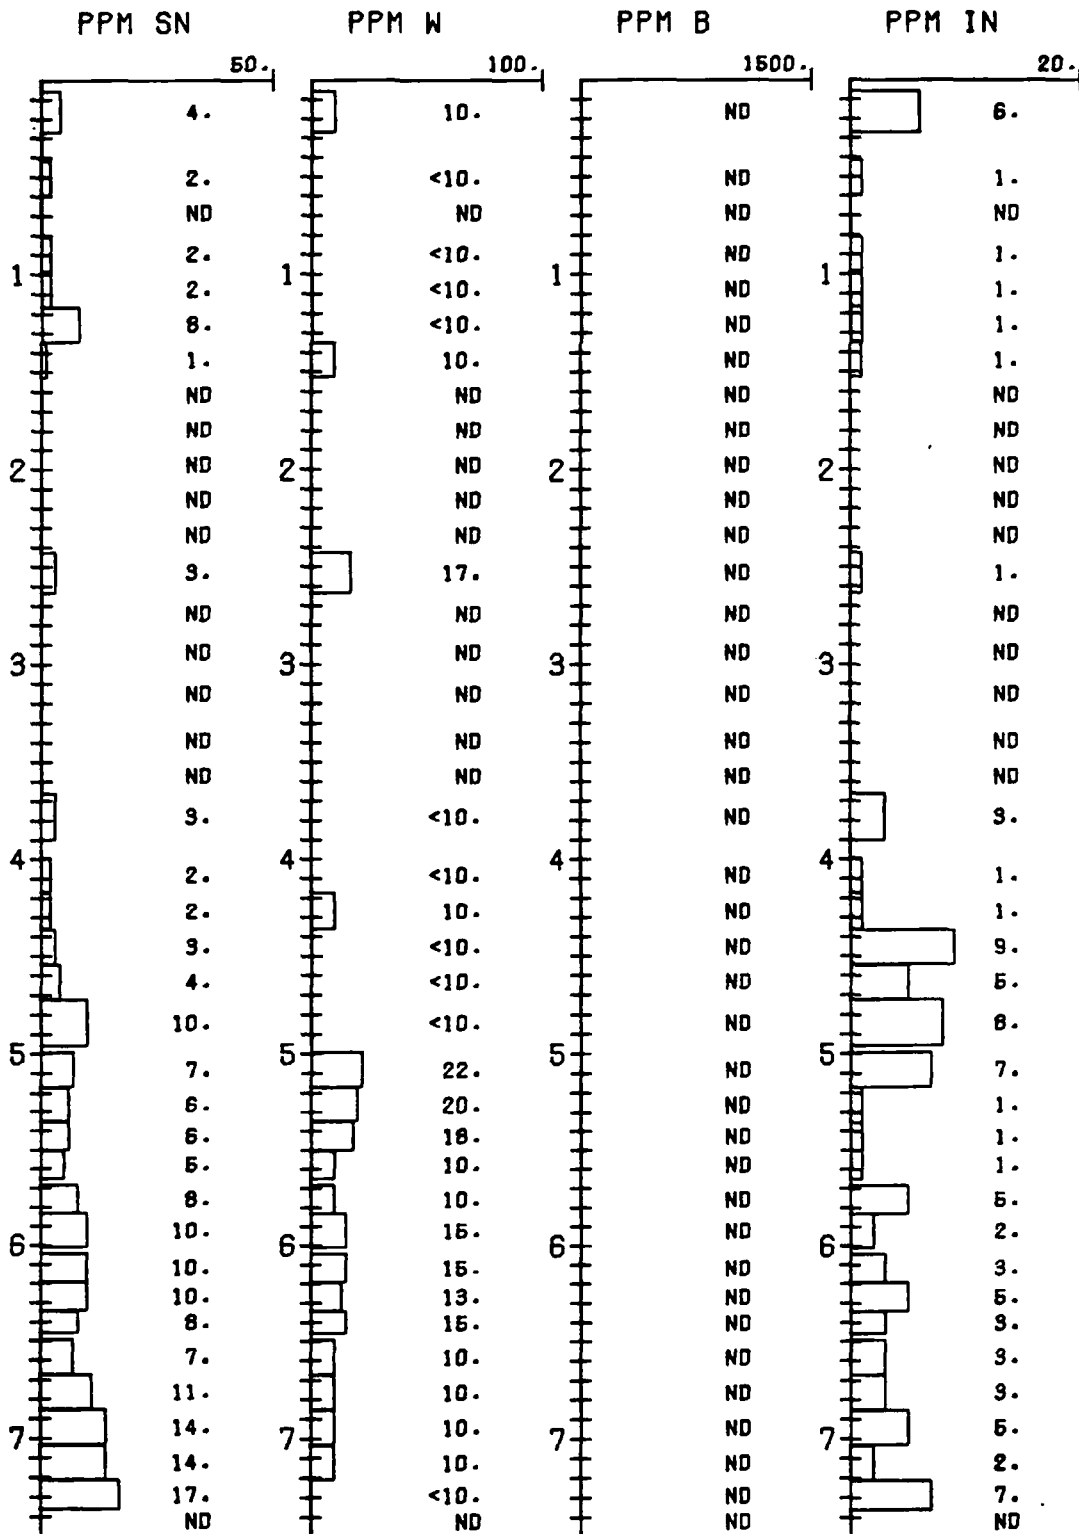 PPM SN PPM W PPM B PPM IN
50. 100. 1500. 20.
4. 10. ND 6.
2. <10. ND 1.
ND ND ND ND
2. <10. ND 1.
1 1 1 1
2. <10. ND 1.
8. <10. ND 1.
1. 10. ND 1.
ND ND ND ND
ND ND ND ND
ND ND ND ND
2 2 2 2
ND ND ND ND
ND ND ND ND
3. 17. ND 1.
ND ND ND ND
ND ND ND ND
3 3 3 3
ND ND ND ND
ND ND ND ND
ND ND ND ND
3. <10. ND 3.
4 4 4 4
2. <10. ND 1.
2. 10. ND 1.
3. <10. ND 9.
4. <10. ND 5.
10. <10. ND 8.
5 5 5 5
7. 22. ND 7.
6. 20. ND 1.
6. 18. ND 1.
5. 10. ND 1.
8. 10. ND 5.
10. 15. ND 2.
6 6 6 6
10. 15. ND 3.
10. 13. ND 5.
8. 15. ND 3.
7. 10. ND 3.
11. 10. ND 3.
14. 10. ND 5.
7 7 7 7
14. 10. ND 2.
17. <10. ND 7.
ND ND ND ND